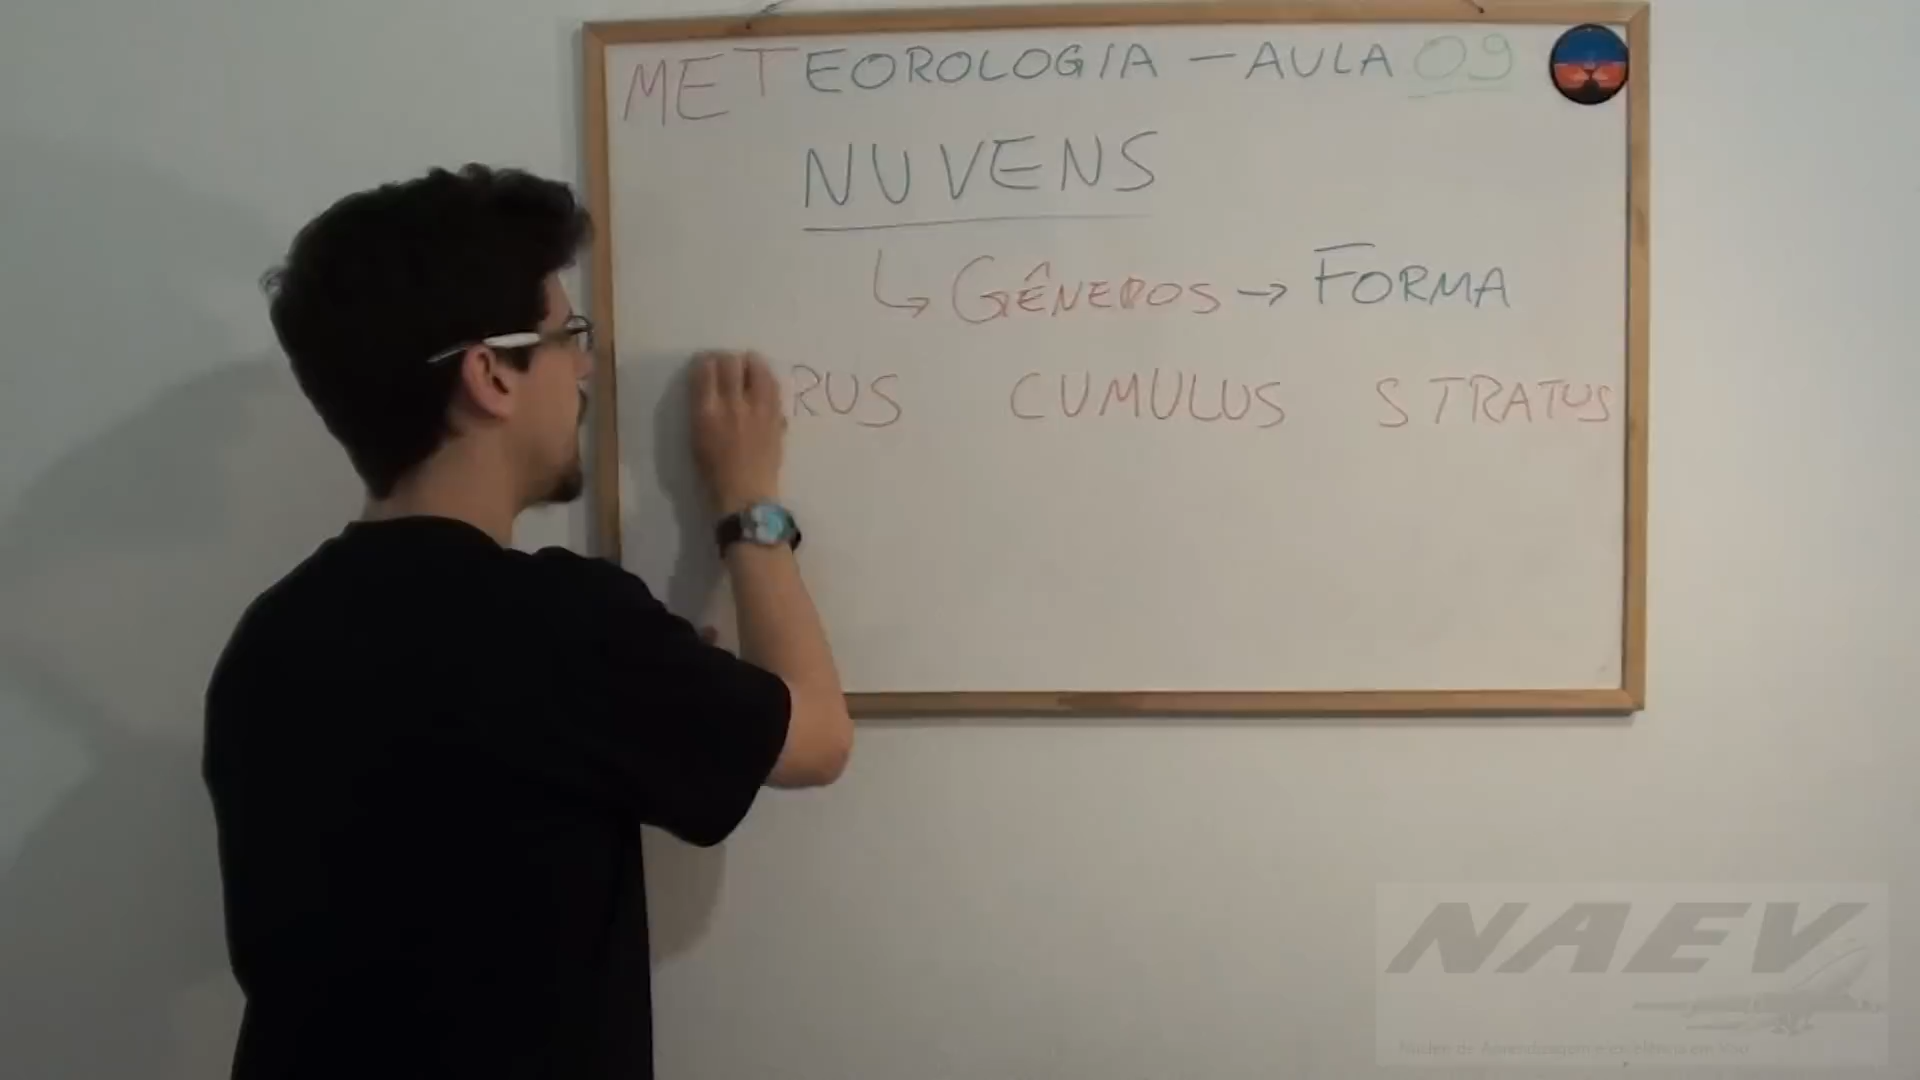 METEOROLOGIA - AULA 09
NUVENS
↳ GÊNEROS → FORMA
RUS CUMULUS STRATUS
NAEV